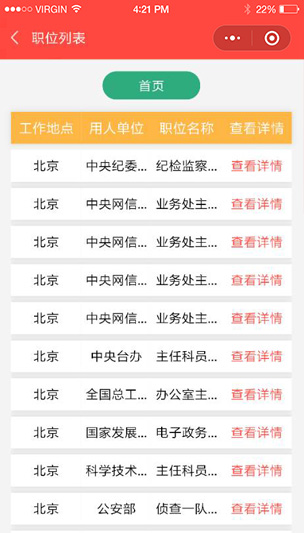 VIRGIN 4:21 PM 22%
职位列表
首页
工作地点 用人单位 职位名称 查看详情
北京 中央纪委... 纪检监察... 查看详情
北京 中央网信... 业务处主... 查看详情
北京 中央网信... 业务处主... 查看详情
北京 中央网信... 业务处主... 查看详情
北京 中央网信... 业务处主... 查看详情
北京 中央台办 主任科员... 查看详情
北京 全国总工... 办公室主... 查看详情
北京 国家发展... 电子政务... 查看详情
北京 科学技术... 主任科员... 查看详情
北京 公安部 侦查一队... 查看详情